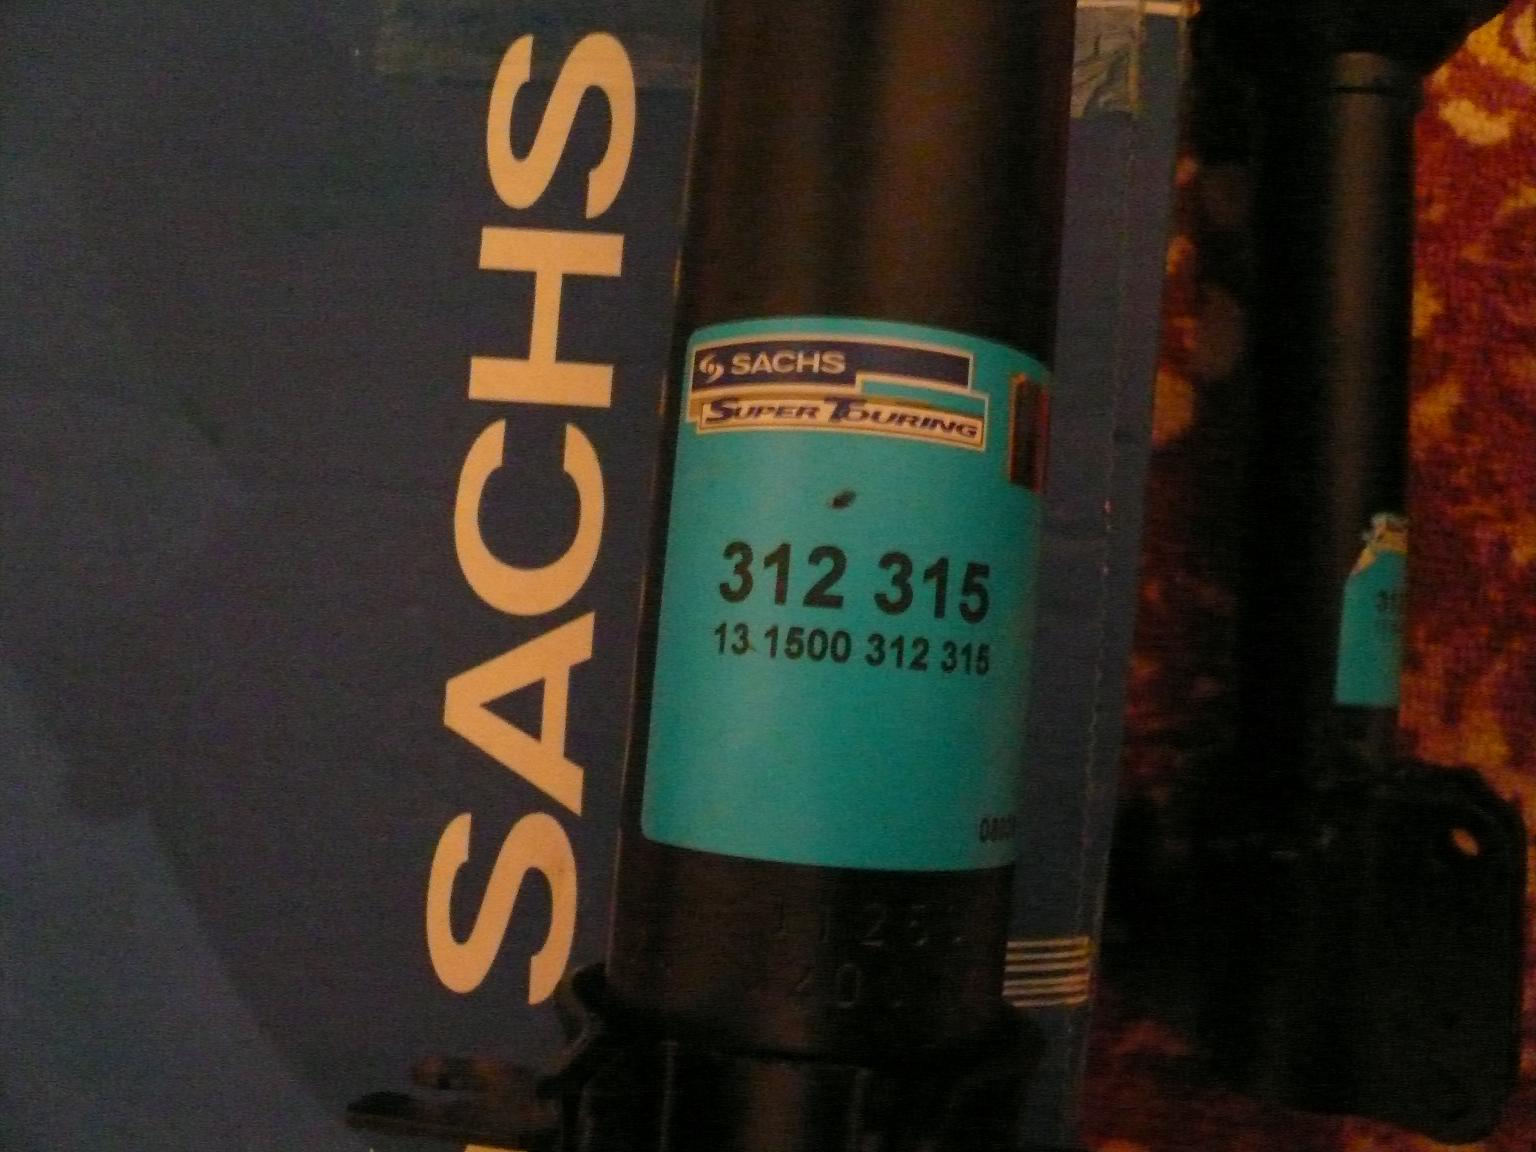 SACHS
SACHS
SUPER TOURING
312 315
13 1500 312 315